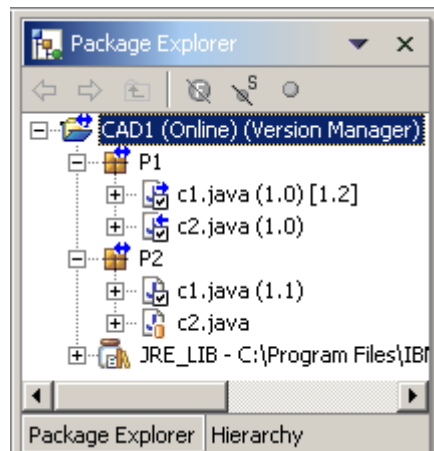 Package Explorer
S
CAD1 (Online) (Version Manager)
P1
c1.java (1.0) [1.2]
c2.java (1.0)
P2
c1.java (1.1)
c2.java
JRE_LIB - C:\Program Files\IBM
Package Explorer Hierarchy